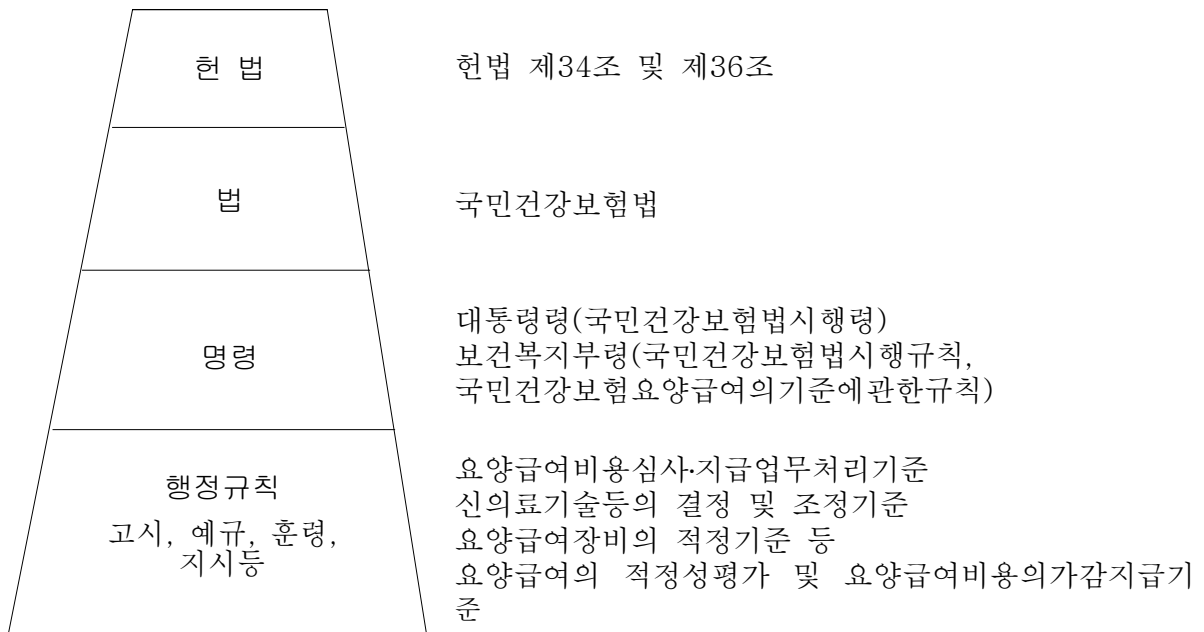 헌 법
헌법 제34조 및 제36조
법
국민건강보험법
명령
대통령령(국민건강보험법시행령)
보건복지부령(국민건강보험법시행규칙,
국민건강보험요양급여의기준에관한규칙)
행정규칙
고시, 예규, 훈령,
지시등
요양급여비용심사·지급업무처리기준
신의료기술등의 결정 및 조정기준
요양급여장비의 적정기준 등
요양급여의 적정성평가 및 요양급여비용의가감지급기
준